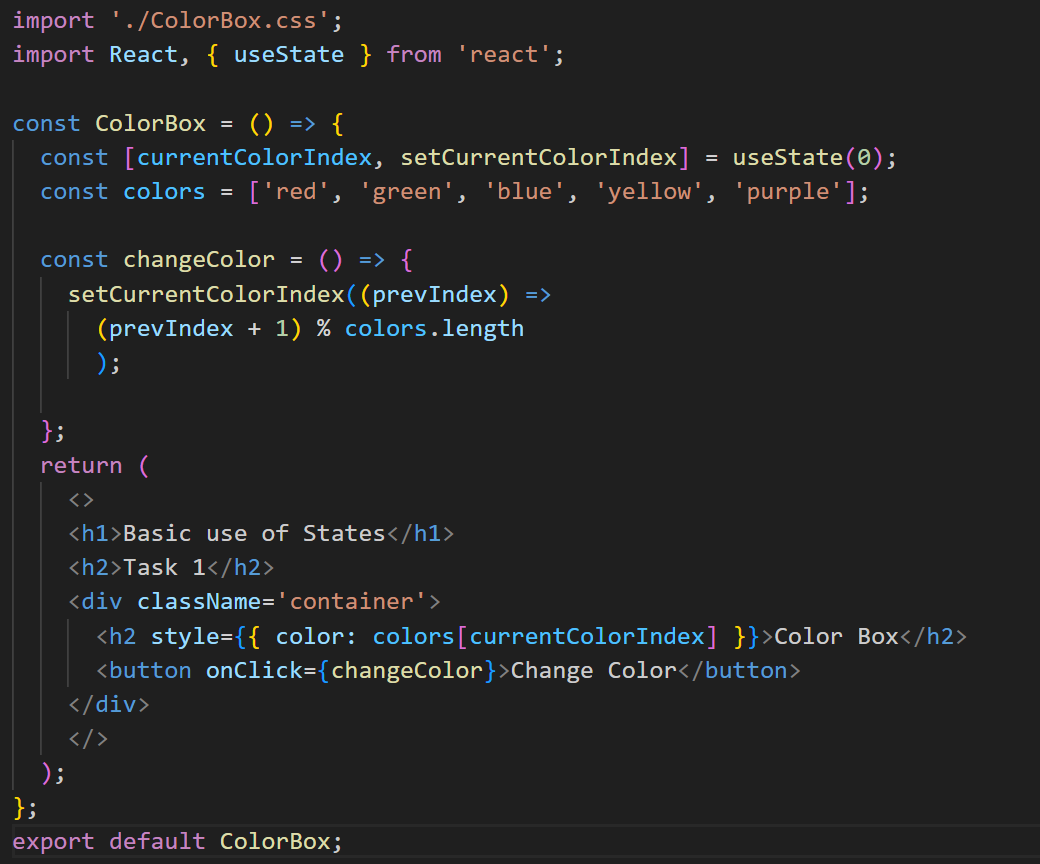 import './ColorBox.css';
import React, { useState } from 'react';

const ColorBox = () => {
  const [currentColorIndex, setCurrentColorIndex] = useState(0);
  const colors = ['red', 'green', 'blue', 'yellow', 'purple'];

  const changeColor = () => {
    setCurrentColorIndex((prevIndex) =>
      (prevIndex + 1) % colors.length
      );

  };
  return (
    <>
    <h1>Basic use of States</h1>
    <h2>Task 1</h2>
    <div className='container'>
      <h2 style={{ color: colors[currentColorIndex] }}>Color Box</h2>
      <button onClick={changeColor}>Change Color</button>
    </div>
    </>
  );
};
export default ColorBox;